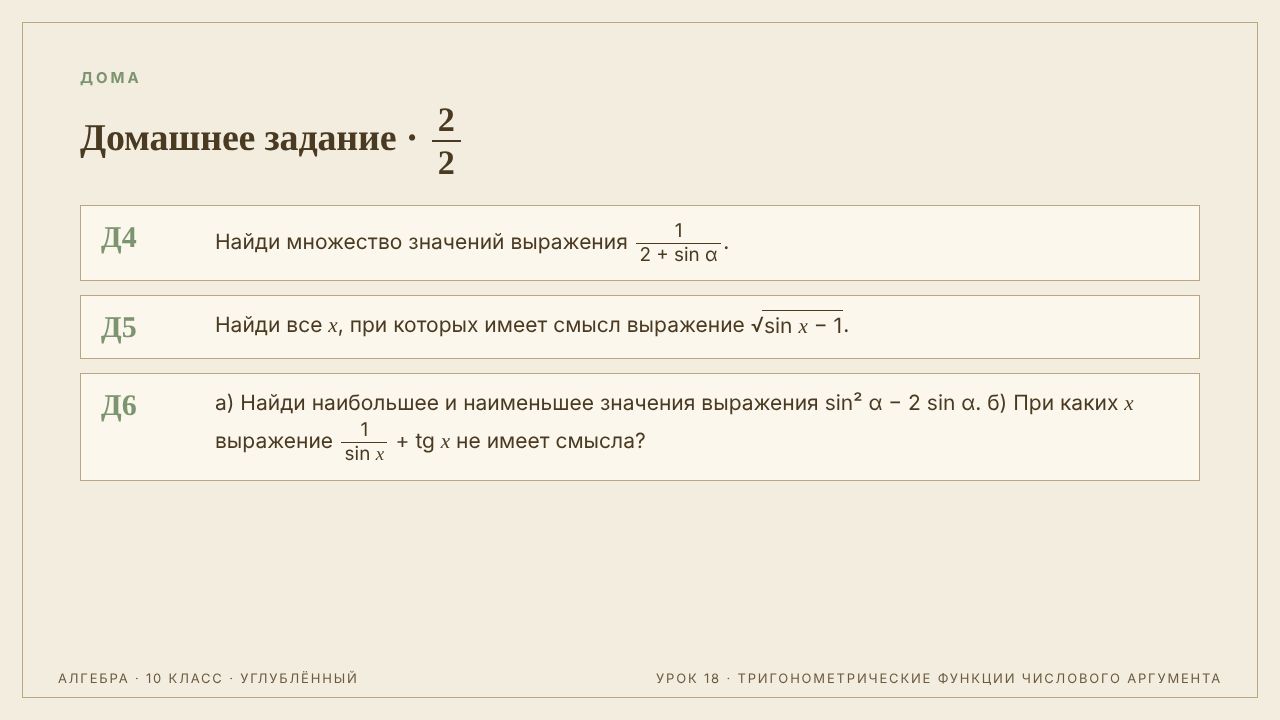 ДОМА
Домашнее задание · 2/2
Д4
Найди множество значений выражения 1/(2 + sin α).
Д5
Найди все x, при которых имеет смысл выражение √(sin x − 1).
Д6
а) Найди наибольшее и наименьшее значения выражения sin² α − 2 sin α. б) При каких x
выражение 1/(sin x) + tg x не имеет смысла?
АЛГЕБРА · 10 КЛАСС · УГЛУБЛЁННЫЙ
УРОК 18 · ТРИГОНОМЕТРИЧЕСКИЕ ФУНКЦИИ ЧИСЛОВОГО АРГУМЕНТА